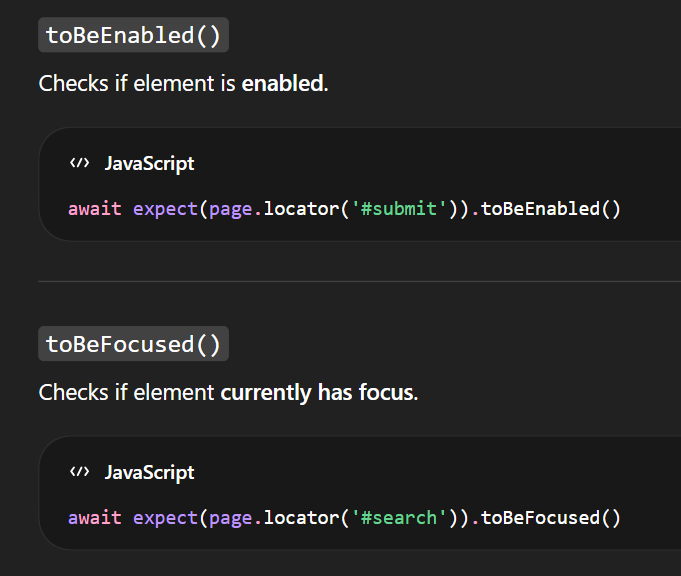 toBeEnabled()
Checks if element is enabled.
JavaScript
await expect(page.locator('#submit')).toBeEnabled()
toBeFocused()
Checks if element currently has focus.
JavaScript
await expect(page.locator('#search')).toBeFocused()